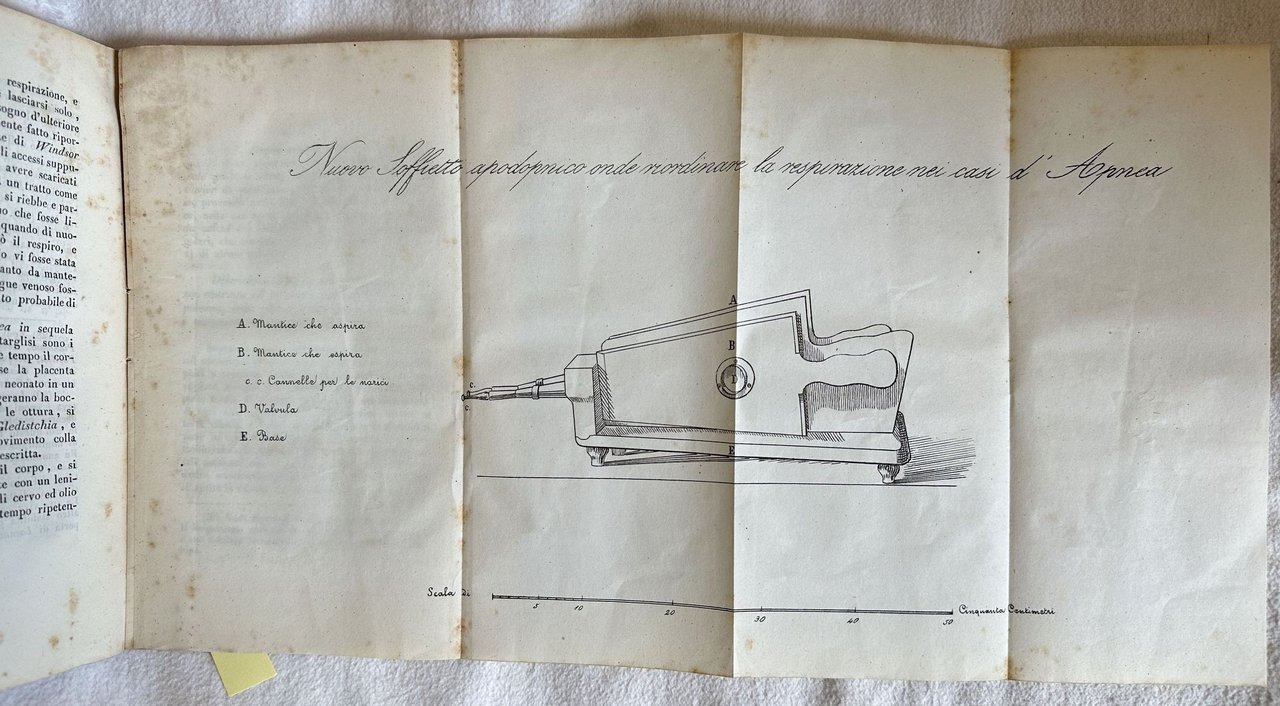 respirazione, e
lasciarsi solo,
sogno d'ulteriore
ente fatto ripor-
e di Windsor
li accessi suppu-
avere scaricati
un tratto come
si riebbe e par-
no che fosse li-
quando di nuo-
ò il respiro, e
o vi fosse stata
anto da mante-
gue venoso fos-
to probabile di
ea in sequela
targlisi sono i
e tempo il cor-
se la placenta
neonato in un
geranno la boc-
le ottura, si
Gledistchia, e
ovimento colla
escritta.
il corpo, e si
te con un leni-
li cervo ed olio
tempo ripeten-
Nuovo Soffietto apodopnico onde riordinare la respirazione nei casi d' Apnea
A. Mantice che aspira
B. Mantice che espira
c. c. Cannelle per le narici
D. Valvula
E. Base
A
B
D
E
c.
c.
Scala di
5 10 20 30 40 50
Cinquanta Centimetri